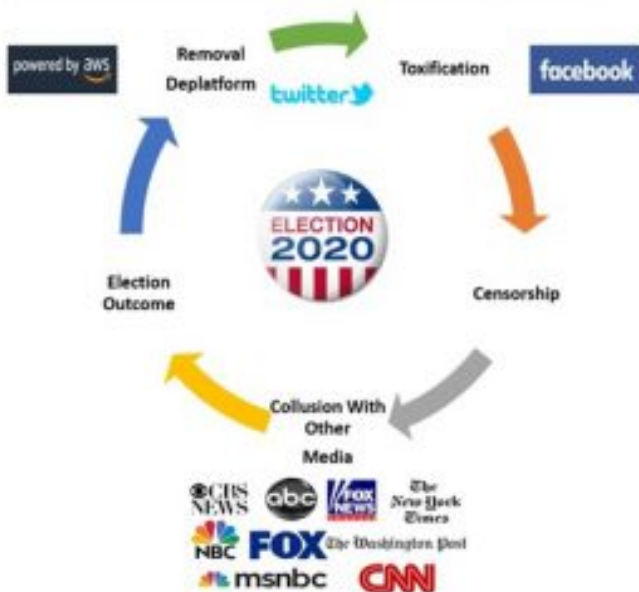 powered by aws
Removal
Deplatform
twitter
Toxification
facebook
ELECTION
2020
Election
Outcome
Censorship
Collusion With
Other
Media
CBS
NEWS
abc
FOX
NEWS
The
New York
Times
NBC
FOX
The Washington Post
msnbc
CNN